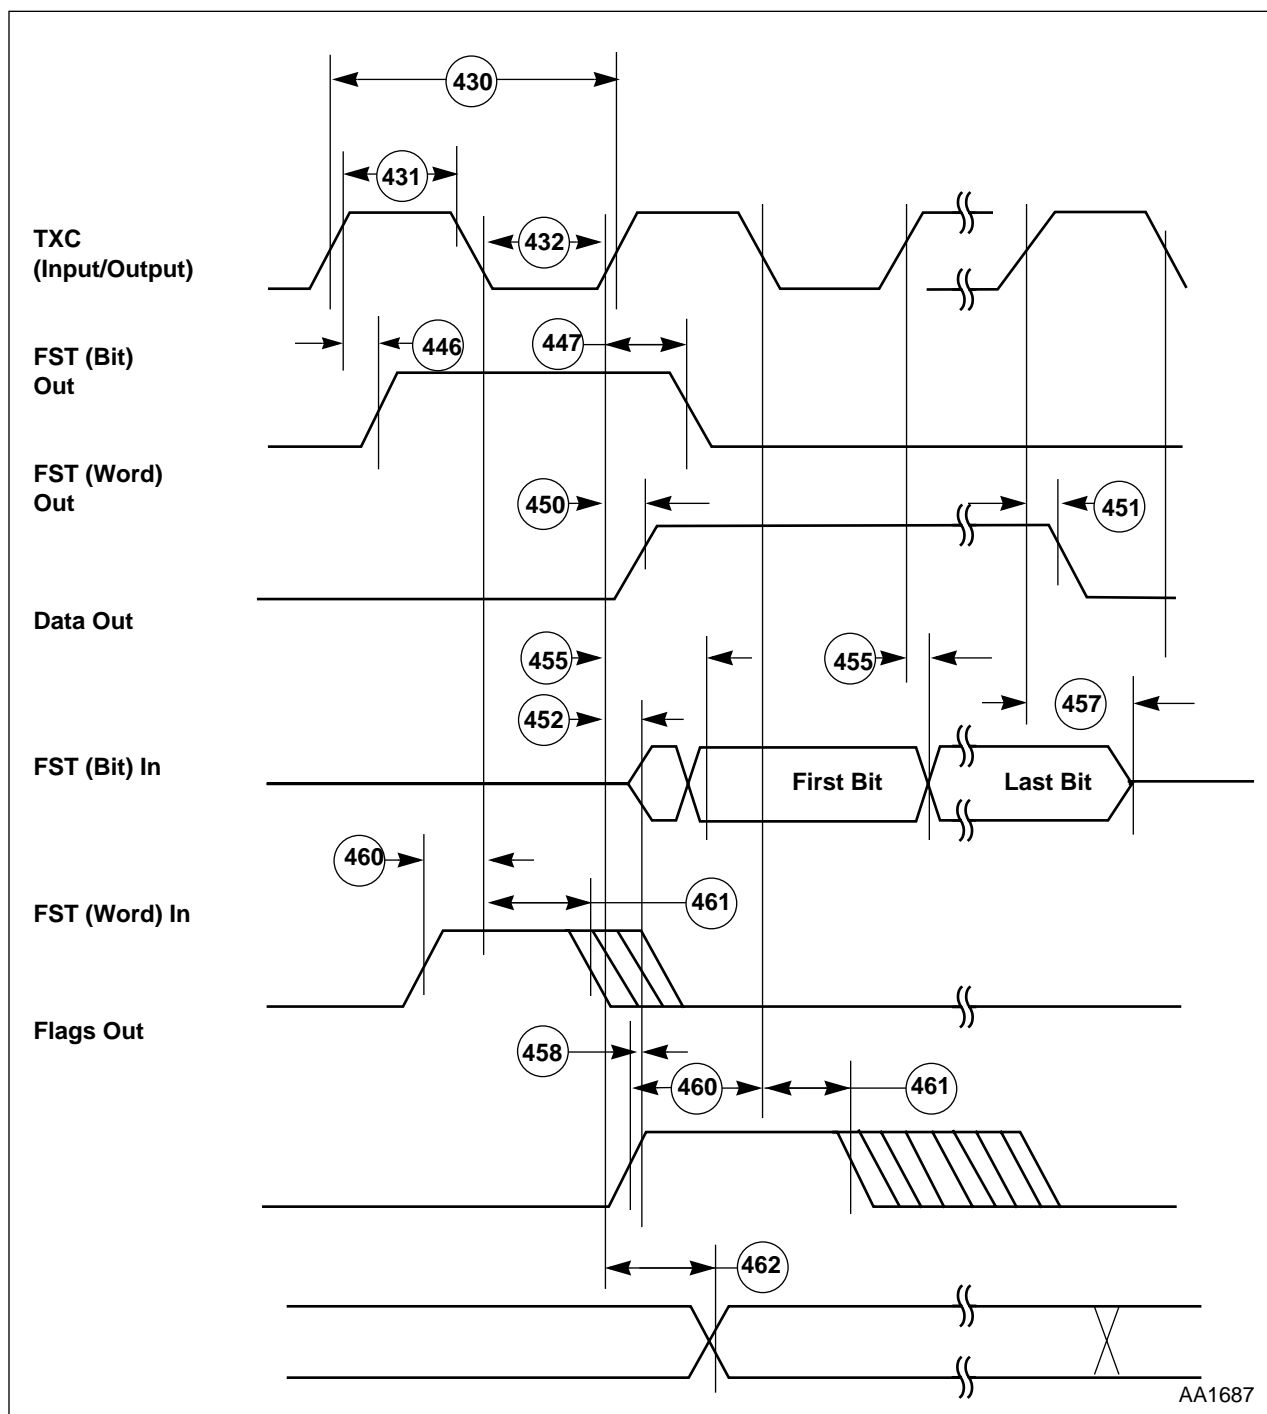 430
431
TXC
(Input/Output)
432
FST (Bit)
Out
446
447
FST (Word)
Out
450
451
Data Out
455
455
452
457
FST (Bit) In
First Bit
Last Bit
460
FST (Word) In
461
Flags Out
458
460
461
462
AA1687